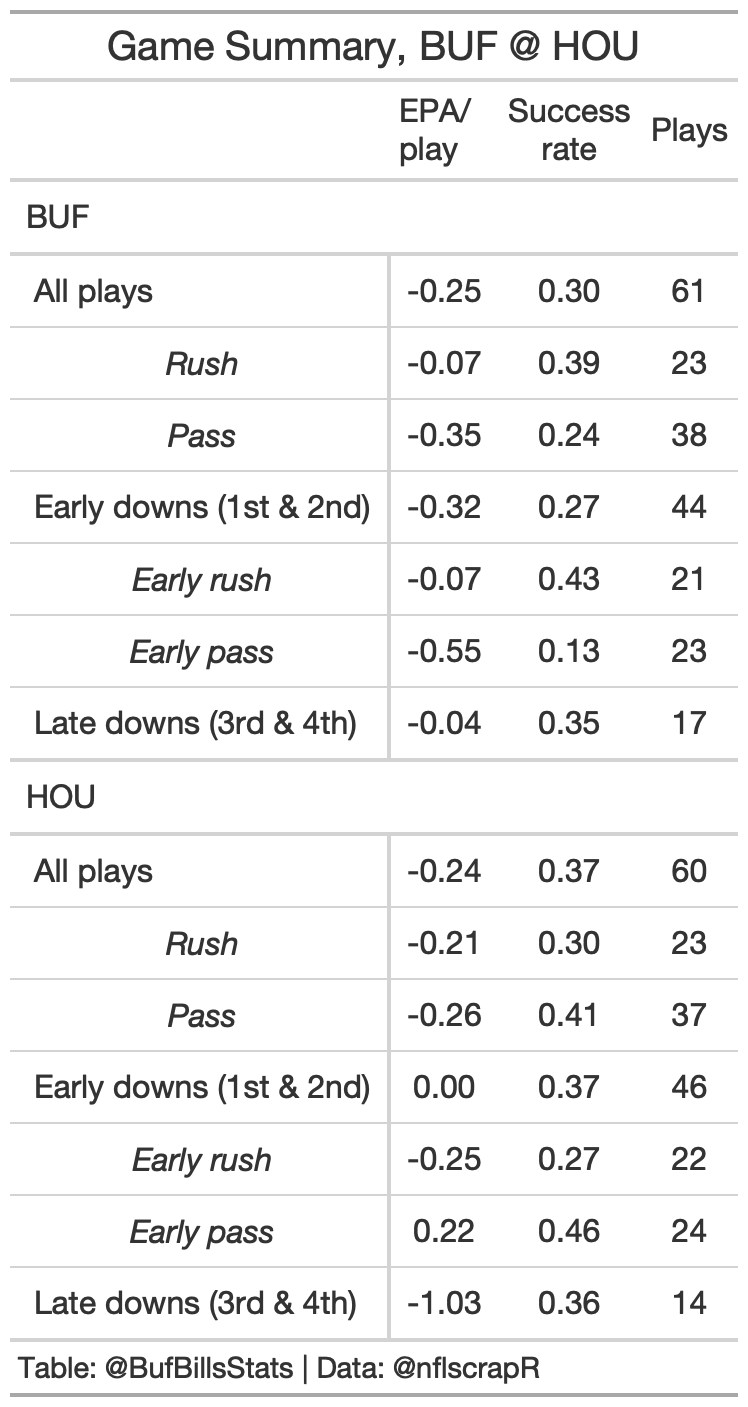 Game Summary, BUF @ HOU
EPA/ Success Plays
play rate
BUF
All plays -0.25 0.30 61
Rush -0.07 0.39 23
Pass -0.35 0.24 38
Early downs (1st & 2nd) -0.32 0.27 44
Early rush -0.07 0.43 21
Early pass -0.55 0.13 23
Late downs (3rd & 4th) -0.04 0.35 17
HOU
All plays -0.24 0.37 60
Rush -0.21 0.30 23
Pass -0.26 0.41 37
Early downs (1st & 2nd) 0.00 0.37 46
Early rush -0.25 0.27 22
Early pass 0.22 0.46 24
Late downs (3rd & 4th) -1.03 0.36 14
Table: @BufBillsStats | Data: @nflscrapR